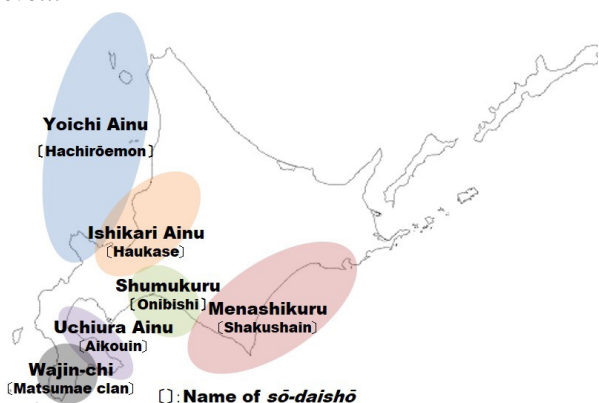 Yoichi Ainu
〔Hachirōemon〕
Ishikari Ainu
〔Haukase〕
Shumukuru
〔Onibishi〕
Menashikuru
〔Shakushain〕
Uchiura Ainu
〔Aikouin〕
Wajin-chi
〔Matsumae clan〕
〔〕:Name of sō-daishō